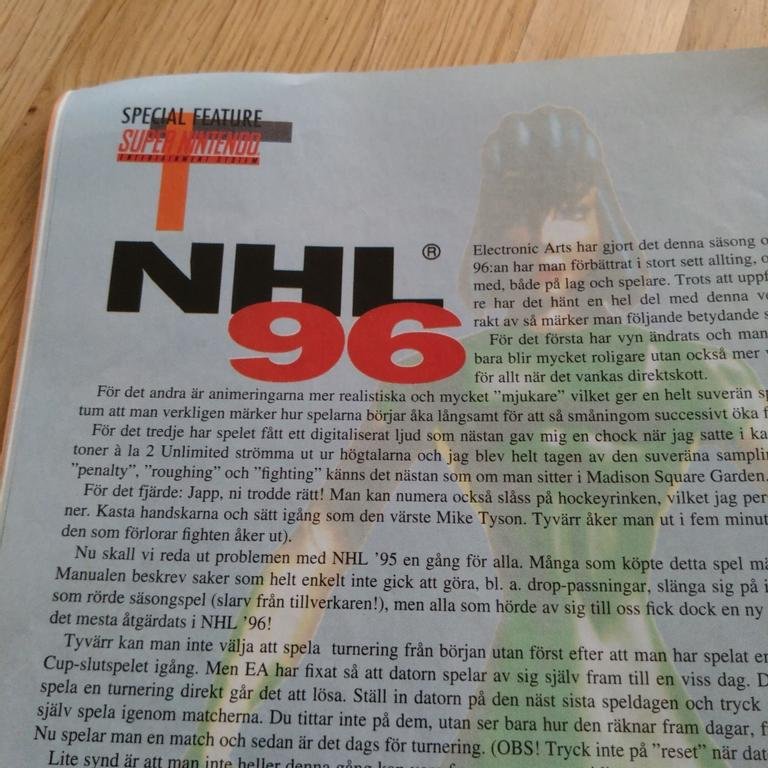 SPECIAL FEATURE
SUPER NINTENDO
ENTERTAINMENT SYSTEM
NHL®
96
Electronic Arts har gjort det denna säsong
96:an har man förbättrat i stort sett allting,
med, både på lag och spelare. Trots att
re har det hänt en hel del med denna
rakt av så märker man följande betydande
För det första har vyn ändrats och man
bara blir mycket roligare utan också mer
för allt när det vankas direktskott.
För det andra är animeringarna mer realistiska och mycket ”mjukare” vilket ger en helt suverän
tum att man verkligen märker hur spelarna börjar åka långsamt för att så småningom successivt öka
För det tredje har spelet fått ett digitaliserat ljud som nästan gav mig en chock när jag satte i
toner à la 2 Unlimited strömma ut ur högtalarna och jag blev helt tagen av den suveräna
”penalty”, ”roughing” och ”fighting” känns det nästan som om man sitter i Madison Square Garden.
För det fjärde: Japp, ni trodde rätt! Man kan numera också slåss på hockeyrinken, vilket jag
ner. Kasta handskarna och sätt igång som den värste Mike Tyson. Tyvärr åker man ut i fem
den som förlorar fighten åker ut).
Nu skall vi reda ut problemen med NHL ’95 en gång för alla. Många som köpte detta spel
Manualen beskrev saker som helt enkelt inte gick att göra, bl. a. drop-passningar, slänga sig på
som rörde säsongspel (slarv från tillverkaren!), men alla som hörde av sig till oss fick dock en ny
det mesta åtgärdats i NHL ’96!
Tyvärr kan man inte välja att spela turnering från början utan först efter att man har spelat
Cup-slutspelet igång. Men EA har fixat så att datorn spelar av sig själv fram till en viss dag.
spela en turnering direkt går det att lösa. Ställ in datorn på den näst sista speldagen och tryck
själv spela igenom matcherna. Du tittar inte på dem, utan ser bara hur den räknar fram dagar,
Nu spelar man en match och sedan är det dags för turnering. (OBS! Tryck inte på ”reset” när
Lite synd är att man inte heller denna gång kan